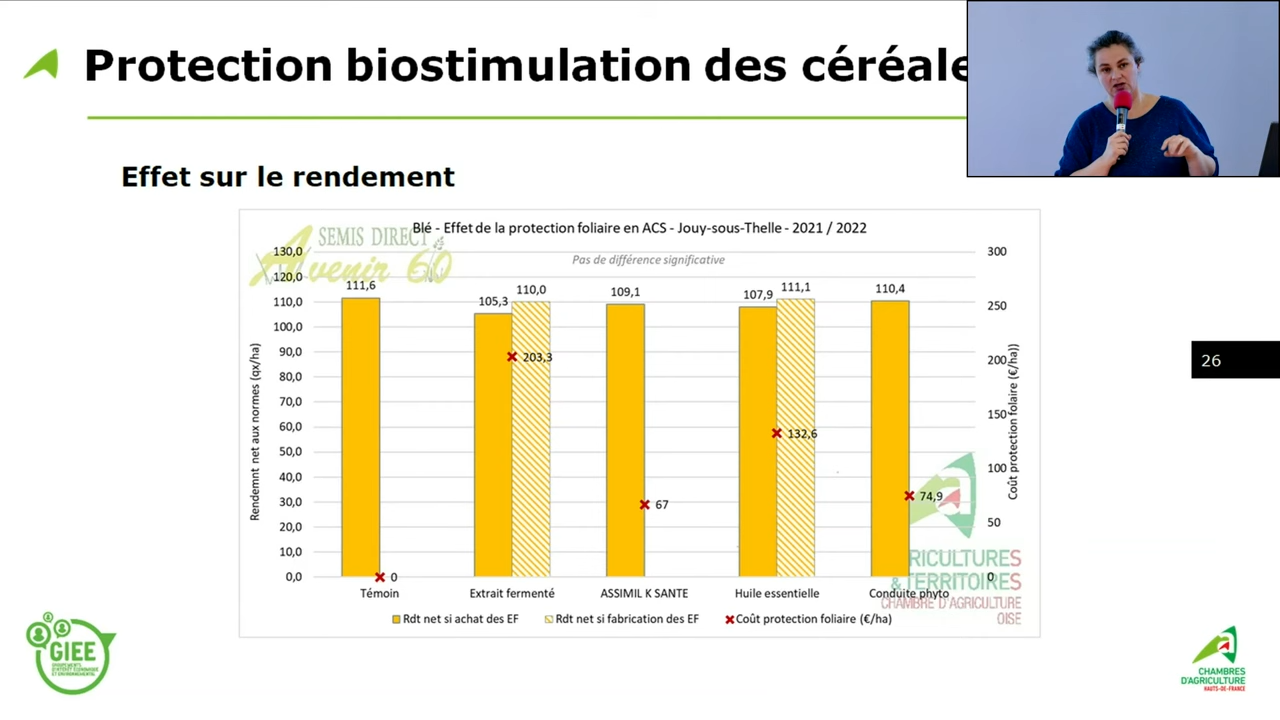 Protection biostimulation des céréale
Effet sur le rendement
Blé - Effet de la protection foliaire en ACS - Jouy-sous-Thelle - 2021 / 2022
SEMIS DIRECT
Avenir 60
Pas de différence significative
130,0
120,0
110,0
100,0
90,0
80,0
70,0
60,0
50,0
40,0
30,0
20,0
10,0
0,0
Rendemnt net aux normes (qx/ha)
300
250
200
150
100
50
0
Coût protection foliaire (€/ha))
111,6
105,3
110,0
109,1
107,9
111,1
110,4
203,3
132,6
67
74,9
0
Témoin
Extrait fermenté
ASSIMIL K SANTE
Huile essentielle
Conduite phyto
Rdt net si achat des EF
Rdt net si fabrication des EF
Coût protection foliaire (€/ha)
RICULTURES
& TERRITOIRES
CHAMBRE D'AGRICULTURE
OISE
26
GIEE
GROUPEMENTS
D'INTÉRÊT ÉCONOMIQUE
ET ENVIRONNEMENTAL
CHAMBRES
D'AGRICULTURE
HAUTS-DE-FRANCE